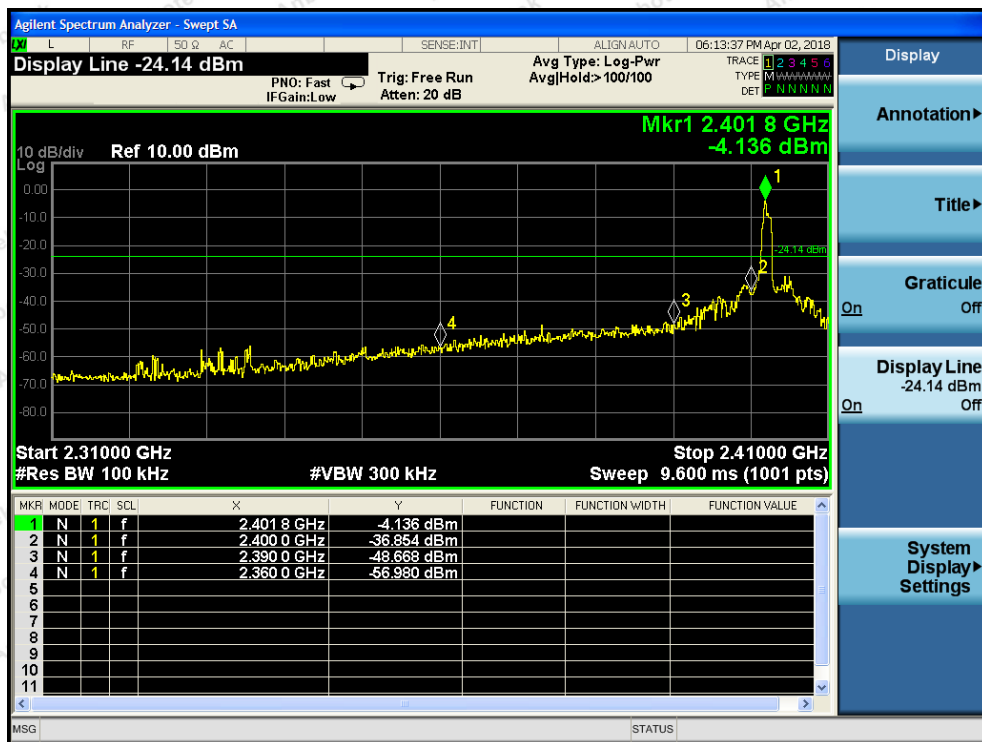 Agilent Spectrum Analyzer - Swept SA
LXI L RF 50 Ω AC SENSE:INT ALIGN AUTO 06:13:37 PM Apr 02, 2018
Display Line -24.14 dBm
PNO: Fast
IFGain:Low
Trig: Free Run
Atten: 20 dB
Avg Type: Log-Pwr
Avg|Hold:>100/100
TRACE 1 2 3 4 5 6
TYPE M WWWWW
DET P N N N N N
Mkr1 2.401 8 GHz
-4.136 dBm
10 dB/div Ref 10.00 dBm
Log
0.00
-10.0
-20.0
-30.0
-40.0
-50.0
-60.0
-70.0
-80.0
1
-24.14 dBm
2
3
4
Start 2.31000 GHz Stop 2.41000 GHz
#Res BW 100 kHz #VBW 300 kHz Sweep 9.600 ms (1001 pts)
MKR MODE TRC SCL X Y FUNCTION FUNCTION WIDTH FUNCTION VALUE
1 N 1 f 2.401 8 GHz -4.136 dBm
2 N 1 f 2.400 0 GHz -36.854 dBm
3 N 1 f 2.390 0 GHz -48.668 dBm
4 N 1 f 2.360 0 GHz -56.980 dBm
5
6
7
8
9
10
11
MSG STATUS
Display
Annotation
Title
Graticule
On Off
Display Line
-24.14 dBm
On Off
System
Display
Settings